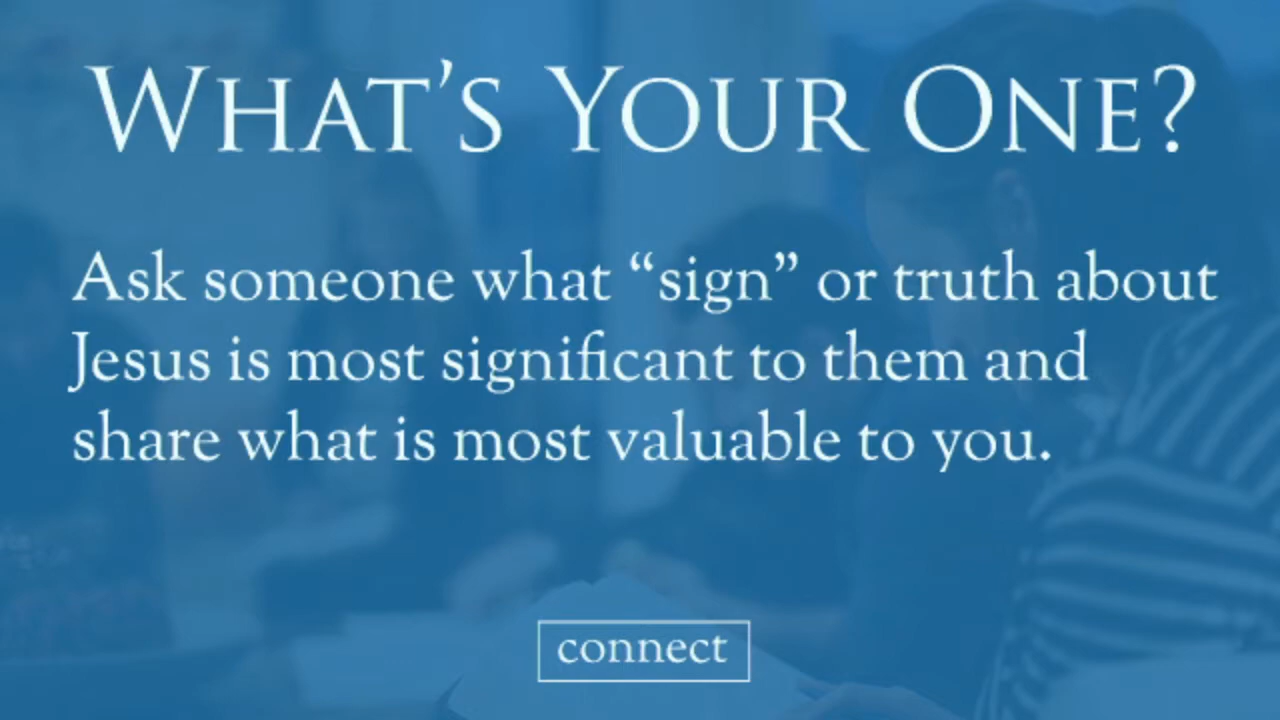 WHAT'S YOUR ONE?
Ask someone what “sign” or truth about
Jesus is most significant to them and
share what is most valuable to you.
connect